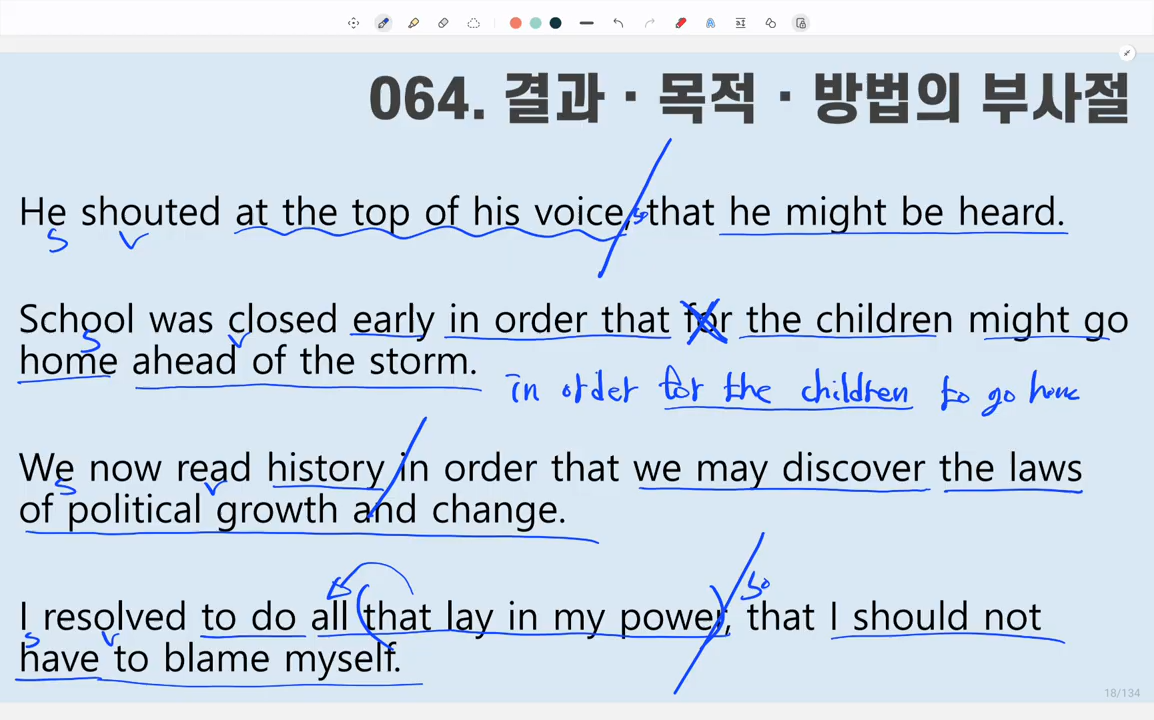 064. 결과 · 목적 · 방법의 부사절
He shouted at the top of his voice, so that he might be heard.
S V
School was closed early in order that for the children might go
S V
home ahead of the storm.
in order for the children to go home
We now read history in order that we may discover the laws
S V
of political growth and change.
so
I resolved to do all that lay in my power, that I should not
S V
have to blame myself.
18/134